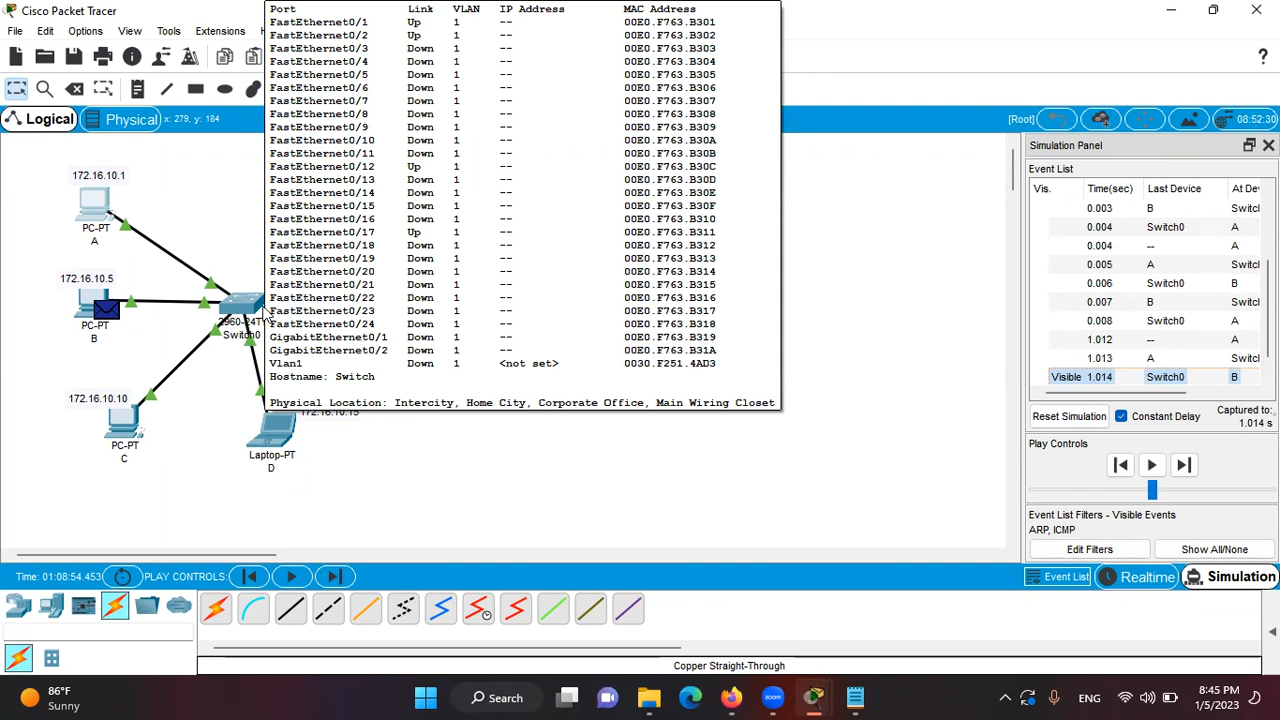 Cisco Packet Tracer
File Edit Options View Tools Extensions
Logical Physical x: 279, y: 184
[Root] 08:52:30
Port Link VLAN IP Address MAC Address
FastEthernet0/1 Up 1 -- 00E0.F763.B301
FastEthernet0/2 Up 1 -- 00E0.F763.B302
FastEthernet0/3 Down 1 -- 00E0.F763.B303
FastEthernet0/4 Down 1 -- 00E0.F763.B304
FastEthernet0/5 Down 1 -- 00E0.F763.B305
FastEthernet0/6 Down 1 -- 00E0.F763.B306
FastEthernet0/7 Down 1 -- 00E0.F763.B307
FastEthernet0/8 Down 1 -- 00E0.F763.B308
FastEthernet0/9 Down 1 -- 00E0.F763.B309
FastEthernet0/10 Down 1 -- 00E0.F763.B30A
FastEthernet0/11 Down 1 -- 00E0.F763.B30B
FastEthernet0/12 Up 1 -- 00E0.F763.B30C
FastEthernet0/13 Down 1 -- 00E0.F763.B30D
FastEthernet0/14 Down 1 -- 00E0.F763.B30E
FastEthernet0/15 Down 1 -- 00E0.F763.B30F
FastEthernet0/16 Down 1 -- 00E0.F763.B310
FastEthernet0/17 Up 1 -- 00E0.F763.B311
FastEthernet0/18 Down 1 -- 00E0.F763.B312
FastEthernet0/19 Down 1 -- 00E0.F763.B313
FastEthernet0/20 Down 1 -- 00E0.F763.B314
FastEthernet0/21 Down 1 -- 00E0.F763.B315
FastEthernet0/22 Down 1 -- 00E0.F763.B316
FastEthernet0/23 Down 1 -- 00E0.F763.B317
FastEthernet0/24 Down 1 -- 00E0.F763.B318
GigabitEthernet0/1 Down 1 -- 00E0.F763.B319
GigabitEthernet0/2 Down 1 -- 00E0.F763.B31A
Vlan1 Down 1 <not set> 0030.F251.4AD3
Hostname: Switch
Physical Location: Intercity, Home City, Corporate Office, Main Wiring Closet
172.16.10.1
PC-PT
A
172.16.10.5
PC-PT
B
2960-24TT
Switch0
172.16.10.10
PC-PT
C
172.16.10.15
Laptop-PT
D
Simulation Panel
Event List
Vis. Time(sec) Last Device At Dev
0.003 B Switch
0.004 Switch0 A
0.004 -- A
0.005 A Switch
0.006 Switch0 B
0.007 B Switch
0.008 Switch0 A
1.012 -- A
1.013 A Switch
Visible 1.014 Switch0 B
Reset Simulation Constant Delay Captured to:
1.014 s
Play Controls
Event List Filters - Visible Events
ARP, ICMP
Edit Filters Show All/None
Time: 01:08:54.453 PLAY CONTROLS: Event List Realtime Simulation
Copper Straight-Through
86°F
Sunny
Search
ENG
8:45 PM
1/5/2023